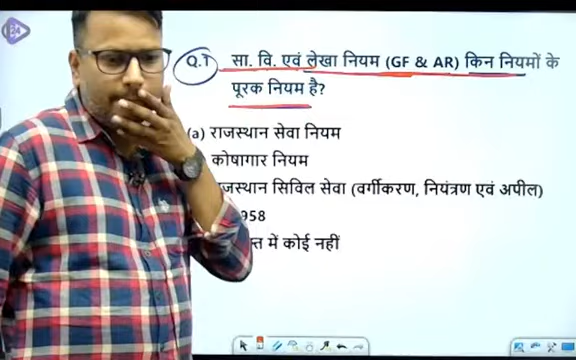 Q.1 सा. वि. एवं लेखा नियम (GF & AR) किन नियमों के
पूरक नियम है?
(a) राजस्थान सेवा नियम
कोषागार नियम
सिविल सेवा (वर्गीकरण, नियंत्रण एवं अपील)
में कोई नहीं